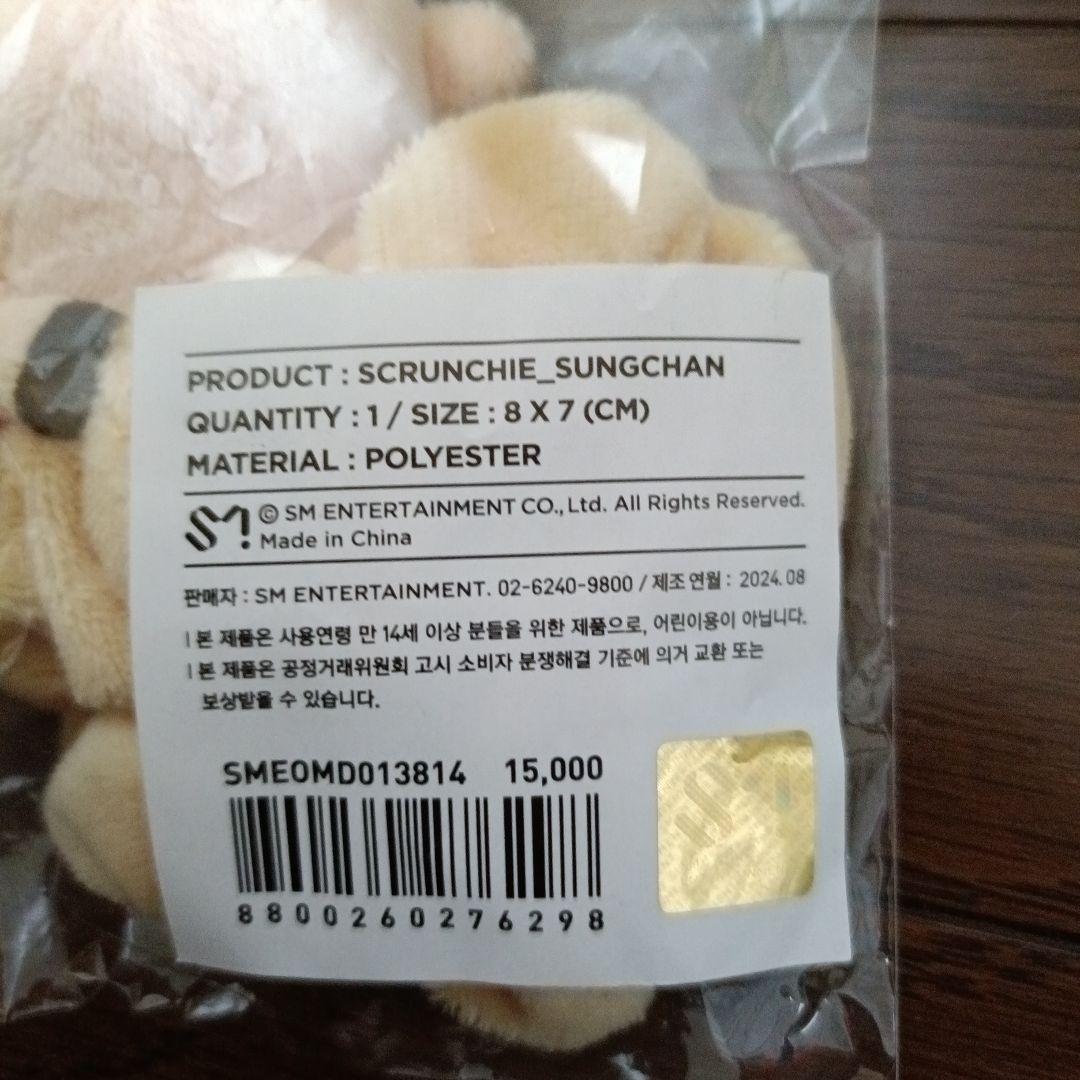 PRODUCT : SCRUNCHIE_SUNGCHAN
QUANTITY : 1 / SIZE : 8 X 7 (CM)
MATERIAL : POLYESTER
SM! © SM ENTERTAINMENT CO., Ltd. All Rights Reserved.
Made in China
판매자 : SM ENTERTAINMENT. 02-6240-9800 / 제조연월 : 2024.08
| 본 제품은 사용연령 만 14세 이상 분들을 위한 제품으로, 어린이용이 아닙니다.
| 본 제품은 공정거래위원회 고시 소비자 분쟁해결 기준에 의거 교환 또는
보상받을 수 있습니다.
SMEOMD013814 15,000
8800260276298